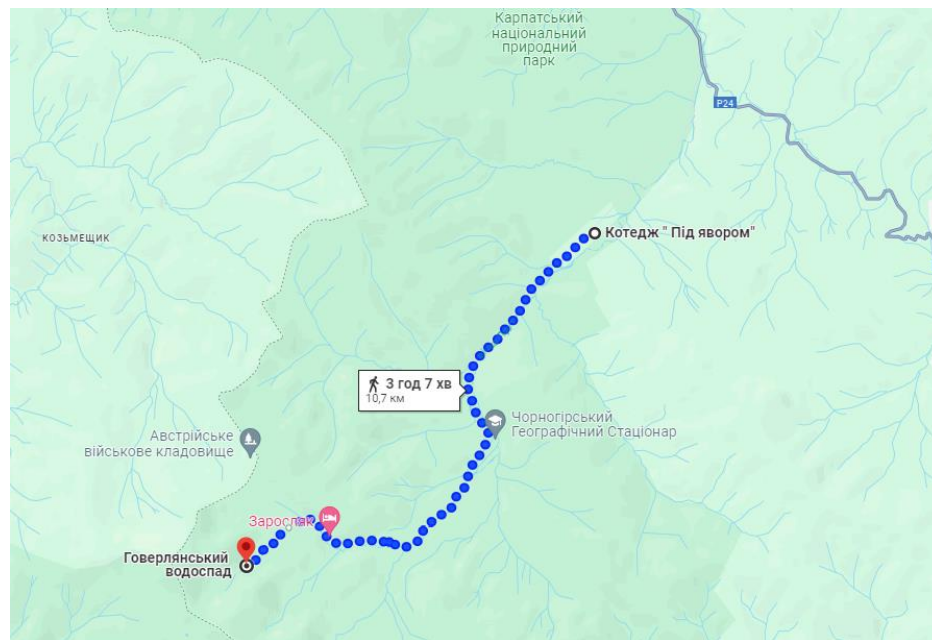 Карпатський
національний
природний
парк
P24
Котедж " Під явором"
КОЗЬМЕЩИК
3 год 7 хв
10,7 км
Чорногірський
Географічний Стаціонар
Австрійське
військове кладовище
Заросляк
Говерлянський
водоспад